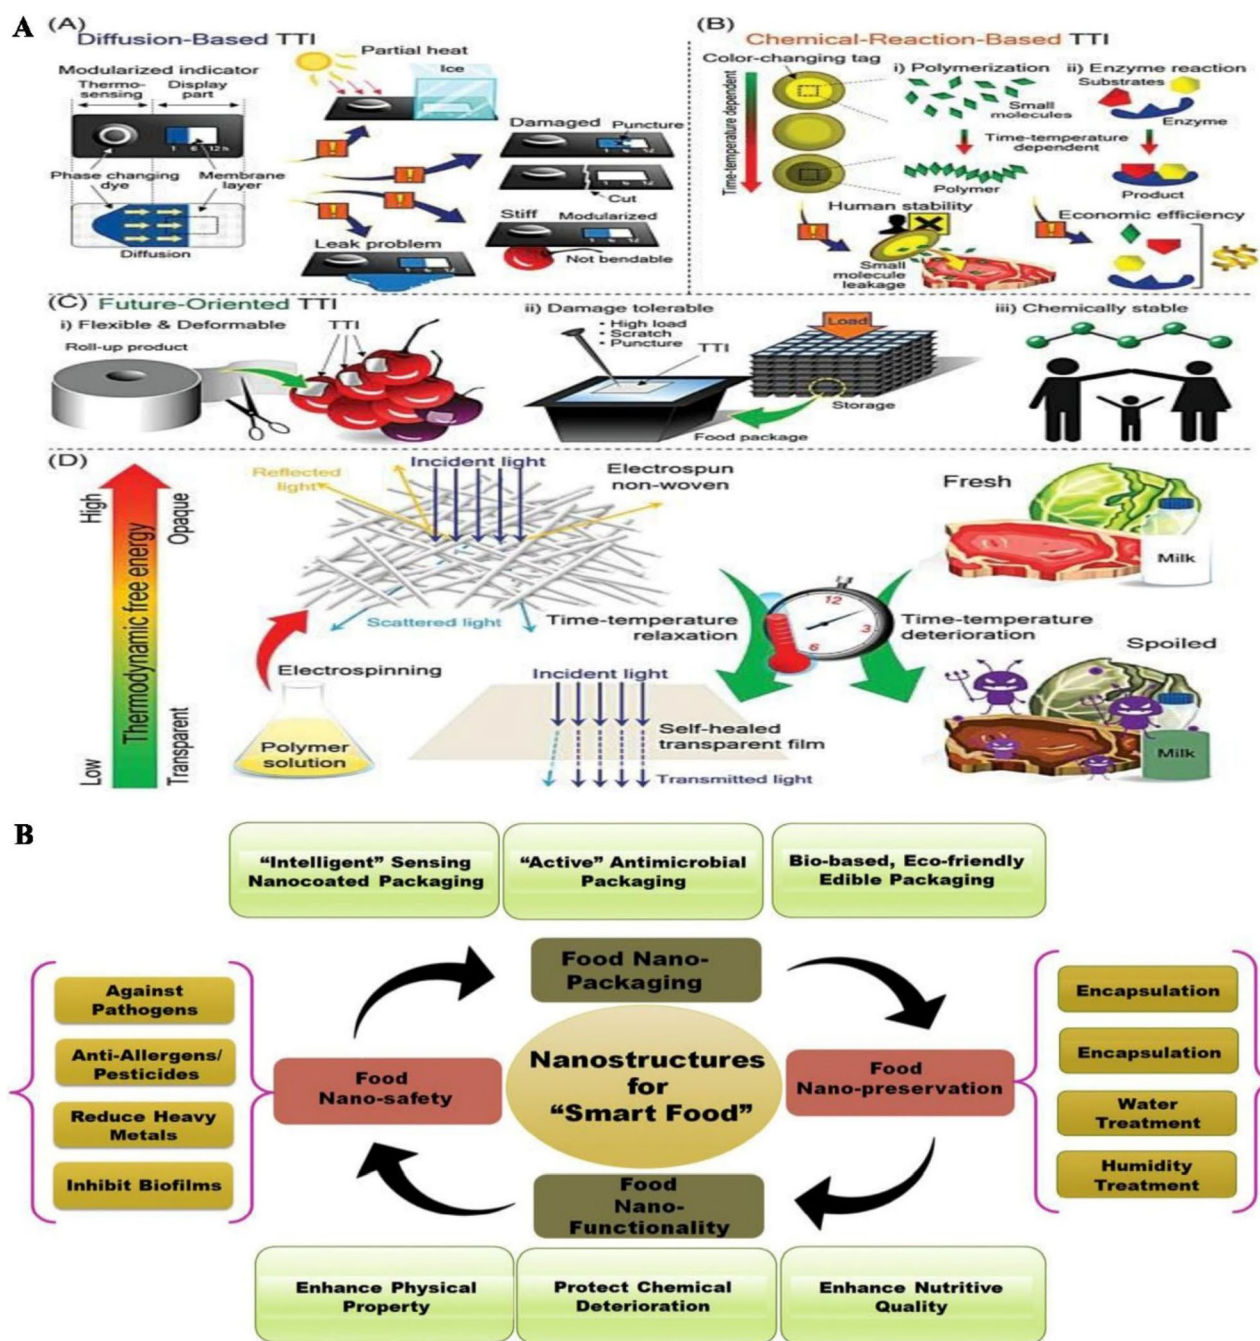 A
(A)
Diffusion-Based TTI
Modularized indicator
Thermo-
sensing
Display
part
1 6 12 h
Phase changing
dye
Membrane
layer
Diffusion
Partial heat
Ice
!
!
!
!
Leak problem
Damaged
Puncture
1 6 12
Cut
Stiff
Modularized
Not bendable
(B)
Chemical-Reaction-Based TTI
Color-changing tag
Time-temperature dependent
i) Polymerization
Small
molecules
ii) Enzyme reaction
Substrates
Enzyme
Time-temperature
dependent
Polymer
Product
Human stability
!
Small
molecule
leakage
Economic efficiency
!
$$
(C)
Future-Oriented TTI
i) Flexible & Deformable
Roll-up product
TTI
ii) Damage tolerable
• High load
• Scratch
• Puncture
TTI
Load
Storage
Food package
iii) Chemically stable
(D)
High
Low
Thermodynamic free energy
Opaque
Transparent
Reflected
light
Incident light
Electrospun
non-woven
Scattered light
Electrospinning
Polymer
solution
Incident light
Self-healed
transparent film
Transmitted light
Time-temperature
relaxation
12
3
6
Time-temperature
deterioration
Fresh
Milk
Spoiled
Milk
B
“Intelligent” Sensing
Nanocoated Packaging
“Active” Antimicrobial
Packaging
Bio-based, Eco-friendly
Edible Packaging
Food Nano-
Packaging
Against
Pathogens
Anti-Allergens/
Pesticides
Reduce Heavy
Metals
Inhibit Biofilms
Food
Nano-safety
Nanostructures
for
“Smart Food”
Food
Nano-preservation
Encapsulation
Encapsulation
Water
Treatment
Humidity
Treatment
Food
Nano-
Functionality
Enhance Physical
Property
Protect Chemical
Deterioration
Enhance Nutritive
Quality